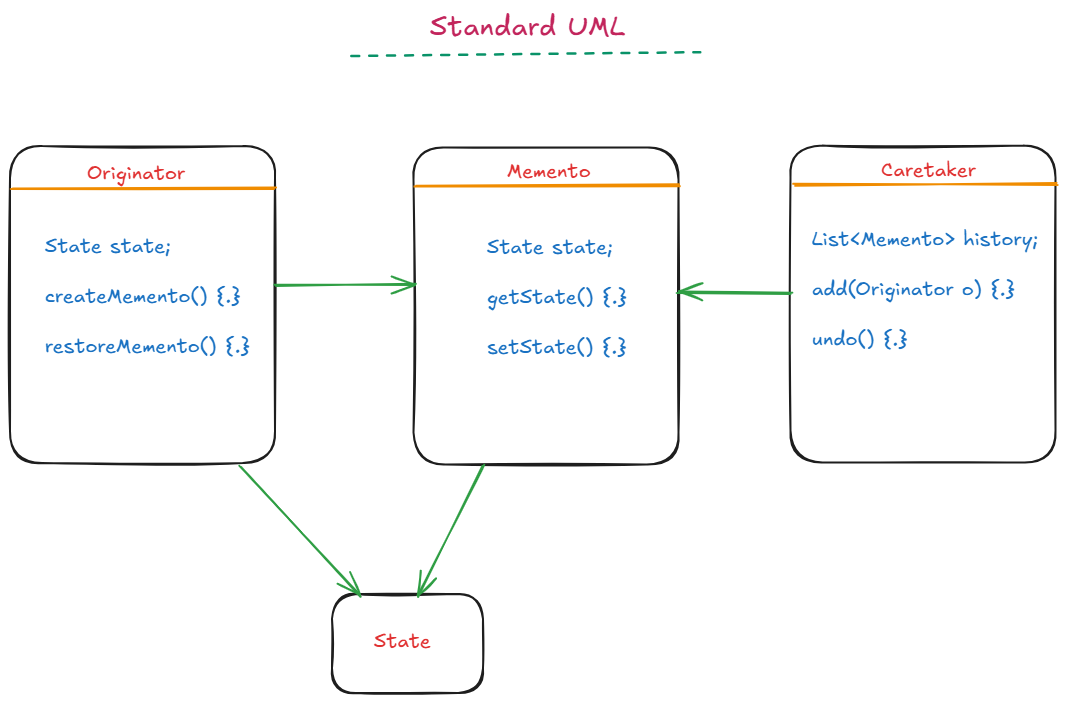 Standard UML
Originator
State state;
createMemento() {.}
restoreMemento() {.}
Memento
State state;
getState() {.}
setState() {.}
Caretaker
List<Memento> history;
add(Originator o) {.}
undo() {.}
State